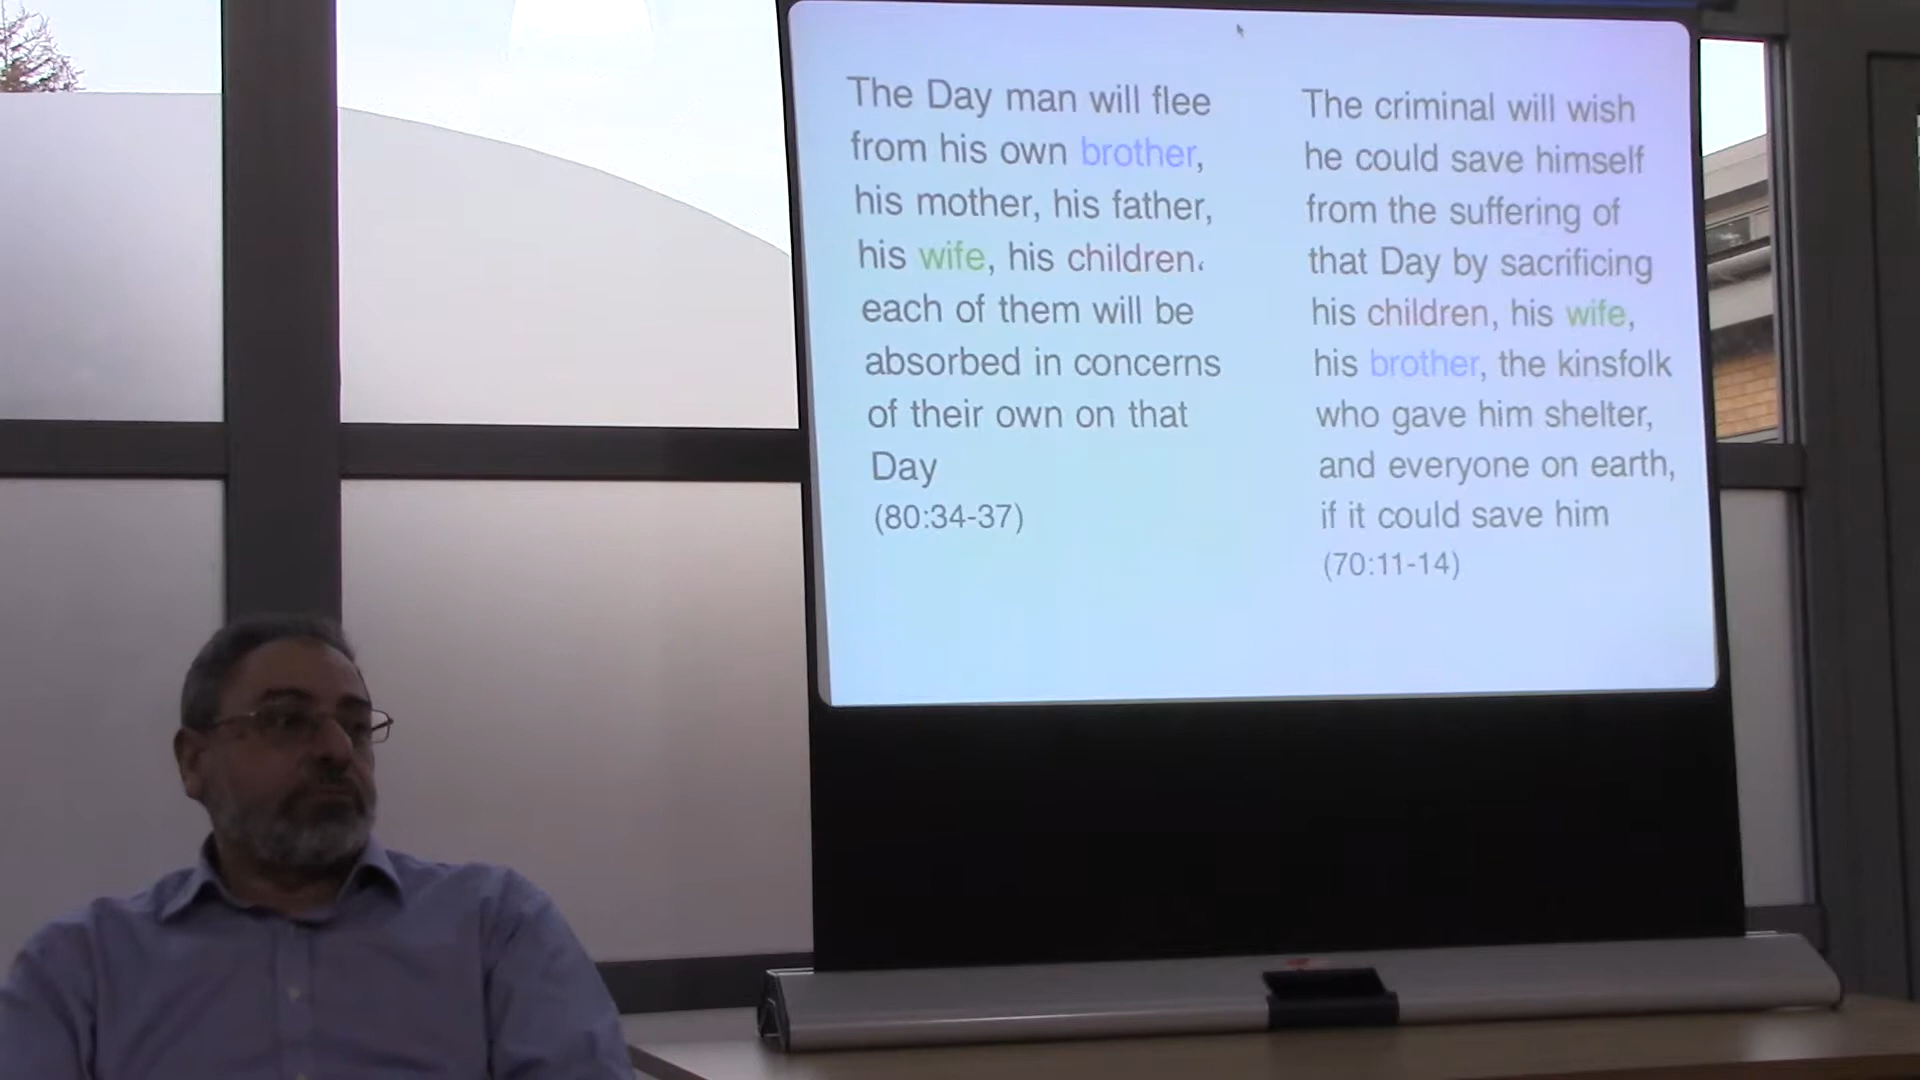 The Day man will flee
from his own brother,
his mother, his father,
his wife, his children.
each of them will be
absorbed in concerns
of their own on that
Day
(80:34-37)
The criminal will wish
he could save himself
from the suffering of
that Day by sacrificing
his children, his wife,
his brother, the kinsfolk
who gave him shelter,
and everyone on earth,
if it could save him
(70:11-14)